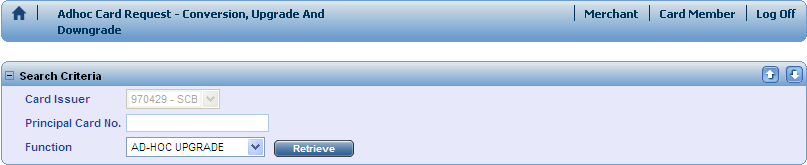 Adhoc Card Request - Conversion, Upgrade And
Downgrade
Merchant
Card Member
Log Off
Search Criteria
Card Issuer
970429 - SCB
Principal Card No.
Function
AD-HOC UPGRADE
Retrieve